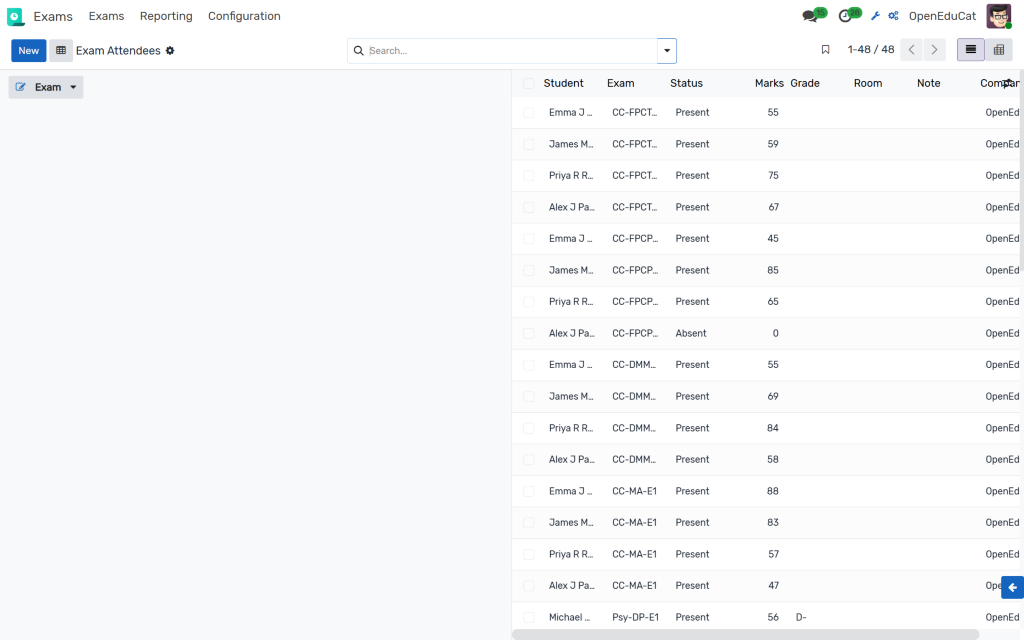 Exams Exams Reporting Configuration 15 28 OpenEduCat
New Exam Attendees Search... 1-48 / 48
Exam
Student Exam Status Marks Grade Room Note
Emma J ... CC-FPCT... Present 55 OpenEd
James M... CC-FPCT... Present 59 OpenEd
Priya R R... CC-FPCT... Present 75 OpenEd
Alex J Pa... CC-FPCT... Present 67 OpenEd
Emma J ... CC-FPCP... Present 45 OpenEd
James M... CC-FPCP... Present 85 OpenEd
Priya R R... CC-FPCP... Present 65 OpenEd
Alex J Pa... CC-FPCP... Absent 0 OpenEd
Emma J ... CC-DMM... Present 55 OpenEd
James M... CC-DMM... Present 69 OpenEd
Priya R R... CC-DMM... Present 84 OpenEd
Alex J Pa... CC-DMM... Present 58 OpenEd
Emma J ... CC-MA-E1 Present 88 OpenEd
James M... CC-MA-E1 Present 83 OpenEd
Priya R R... CC-MA-E1 Present 57 OpenEd
Alex J Pa... CC-MA-E1 Present 47 Ope
Michael ... Psy-DP-E1 Present 56 D- OpenEd